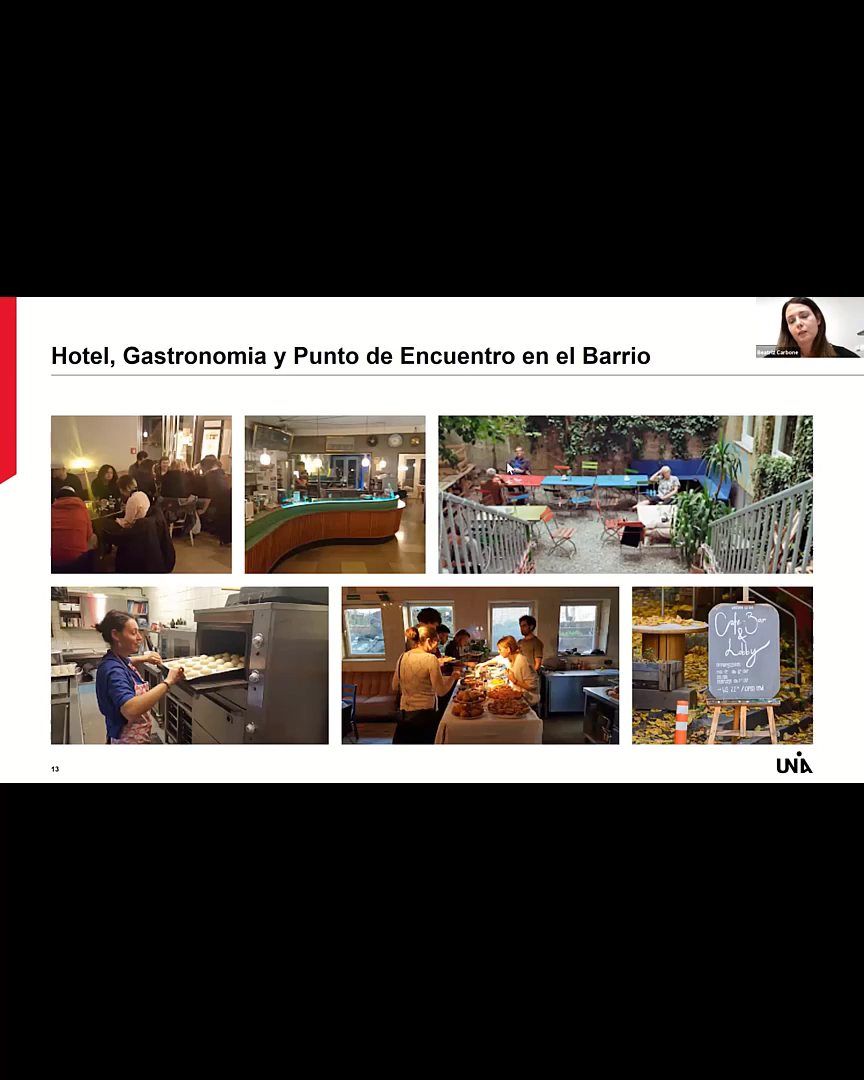 Hotel, Gastronomia y Punto de Encuentro en el Barrio
Beatriz Carbone
Cafe-Bar
&
Lobby
13
UNIA